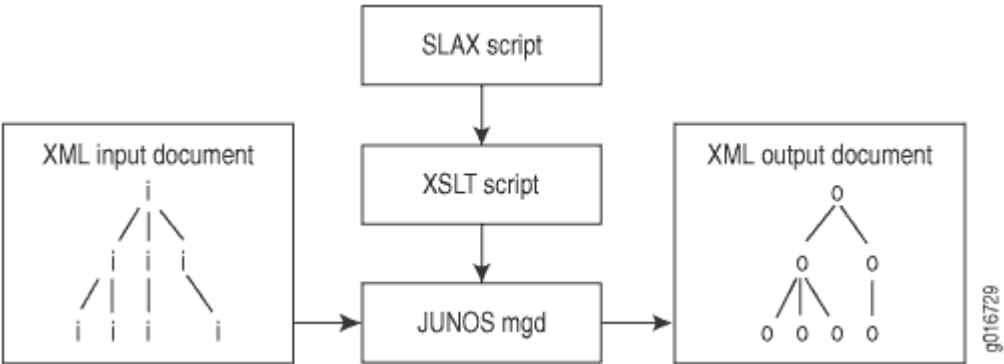 SLAX script
XML input document
XSLT script
XML output document
i
i i i
i i i i
JUNOS mgd
o
o o
o o o o
g016729